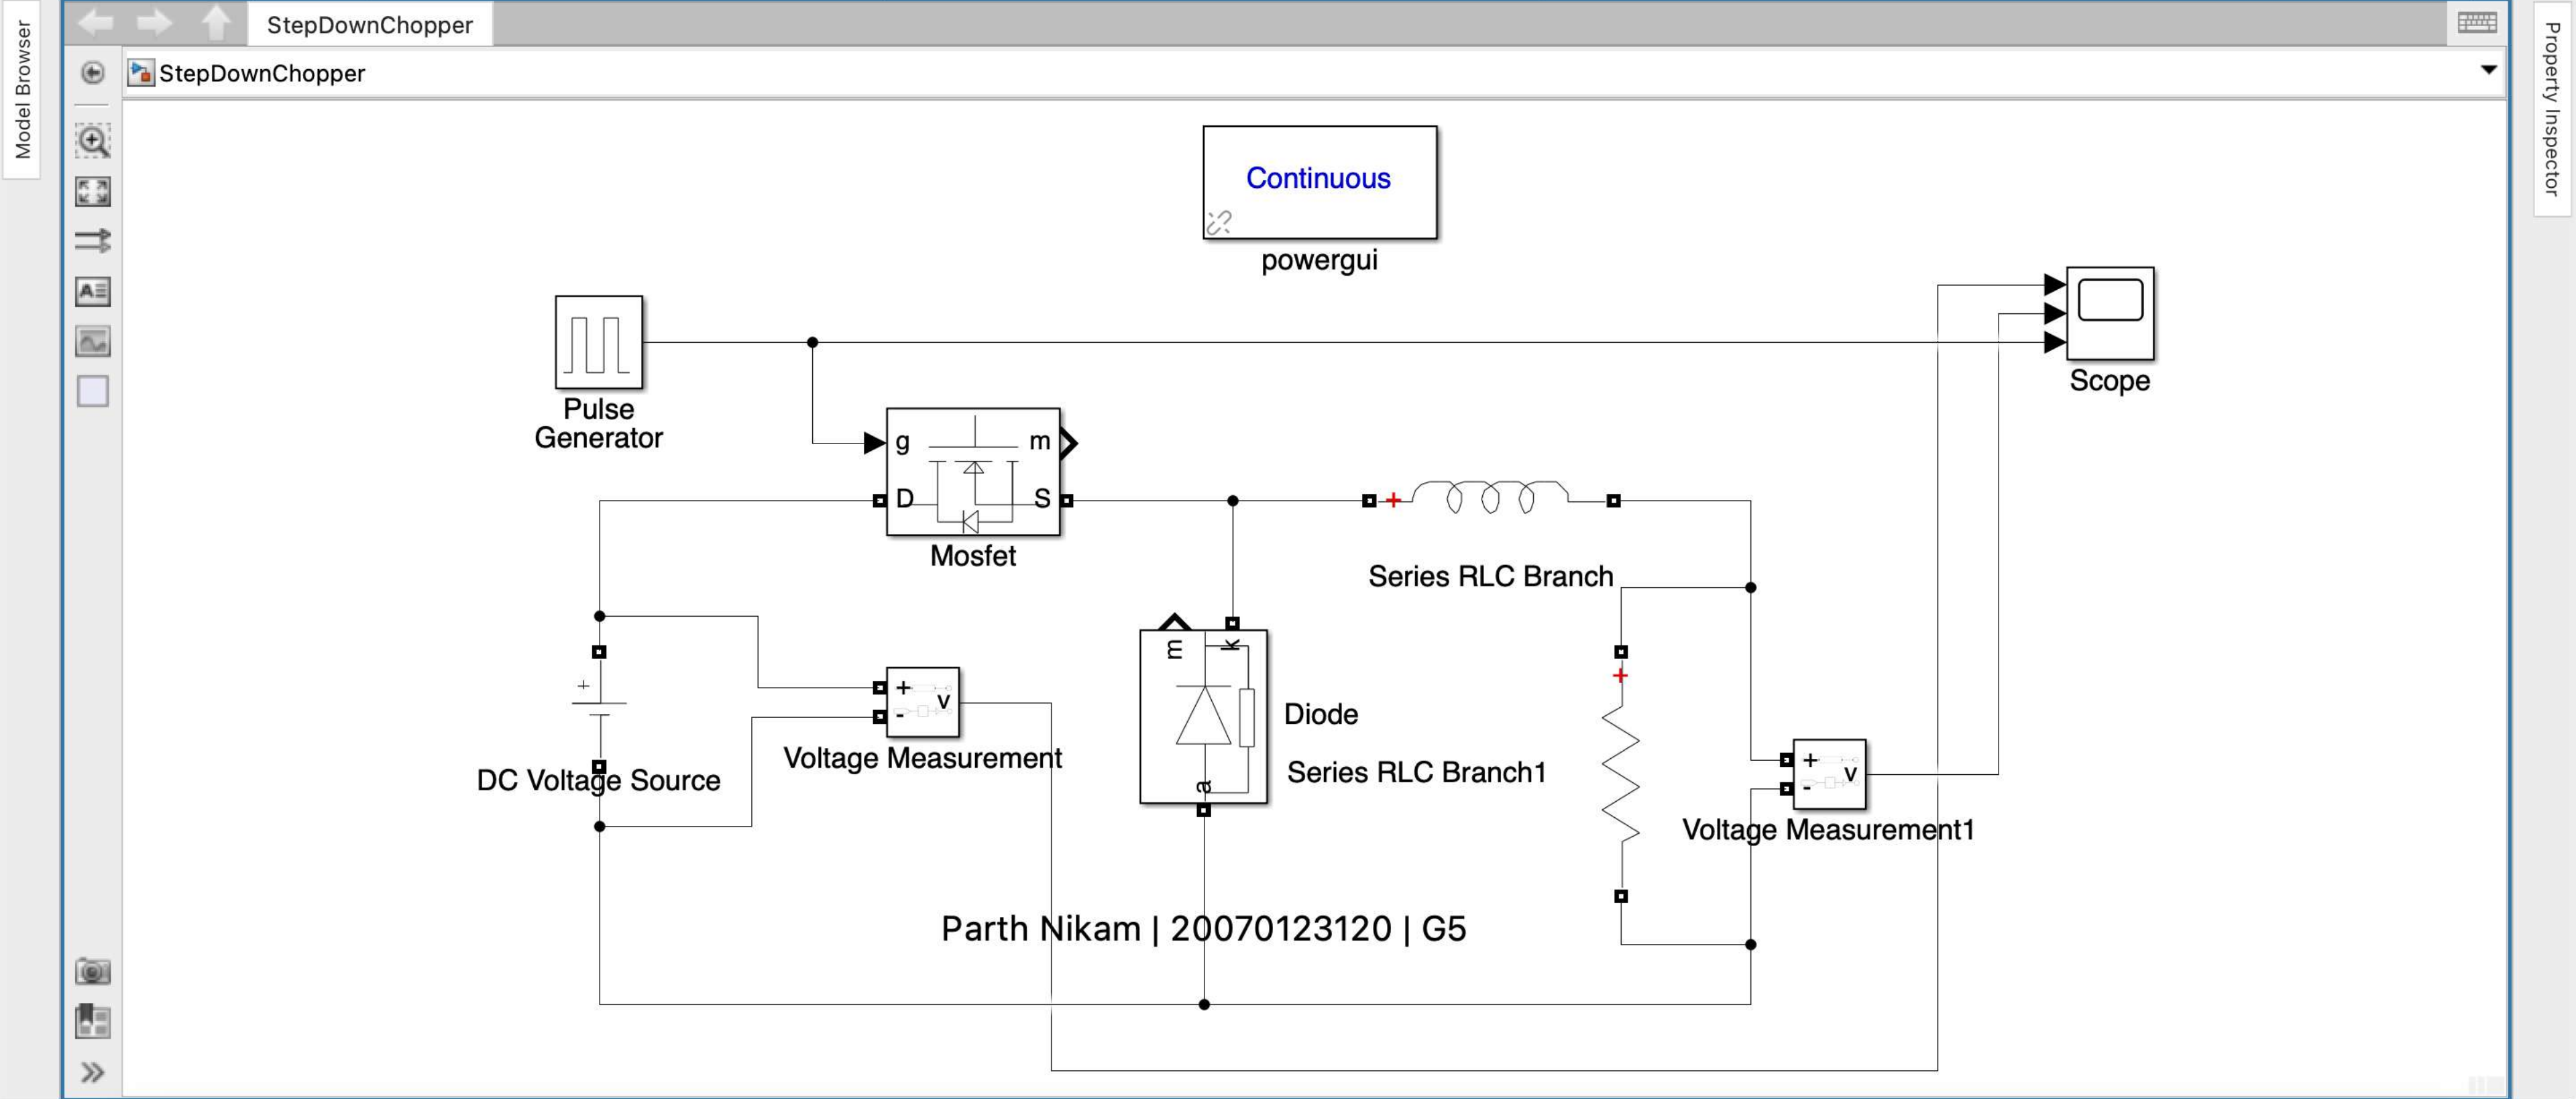 Model Browser
StepDownChopper
StepDownChopper
Property Inspector
Continuous
powergui
Scope
Pulse
Generator
g
m
D
S
Mosfet
Series RLC Branch
m
k
+
+
v
-
Diode
Voltage Measurement
DC Voltage Source
Series RLC Branch1
a
+
v
-
Voltage Measurement1
Parth Nikam | 20070123120 | G5